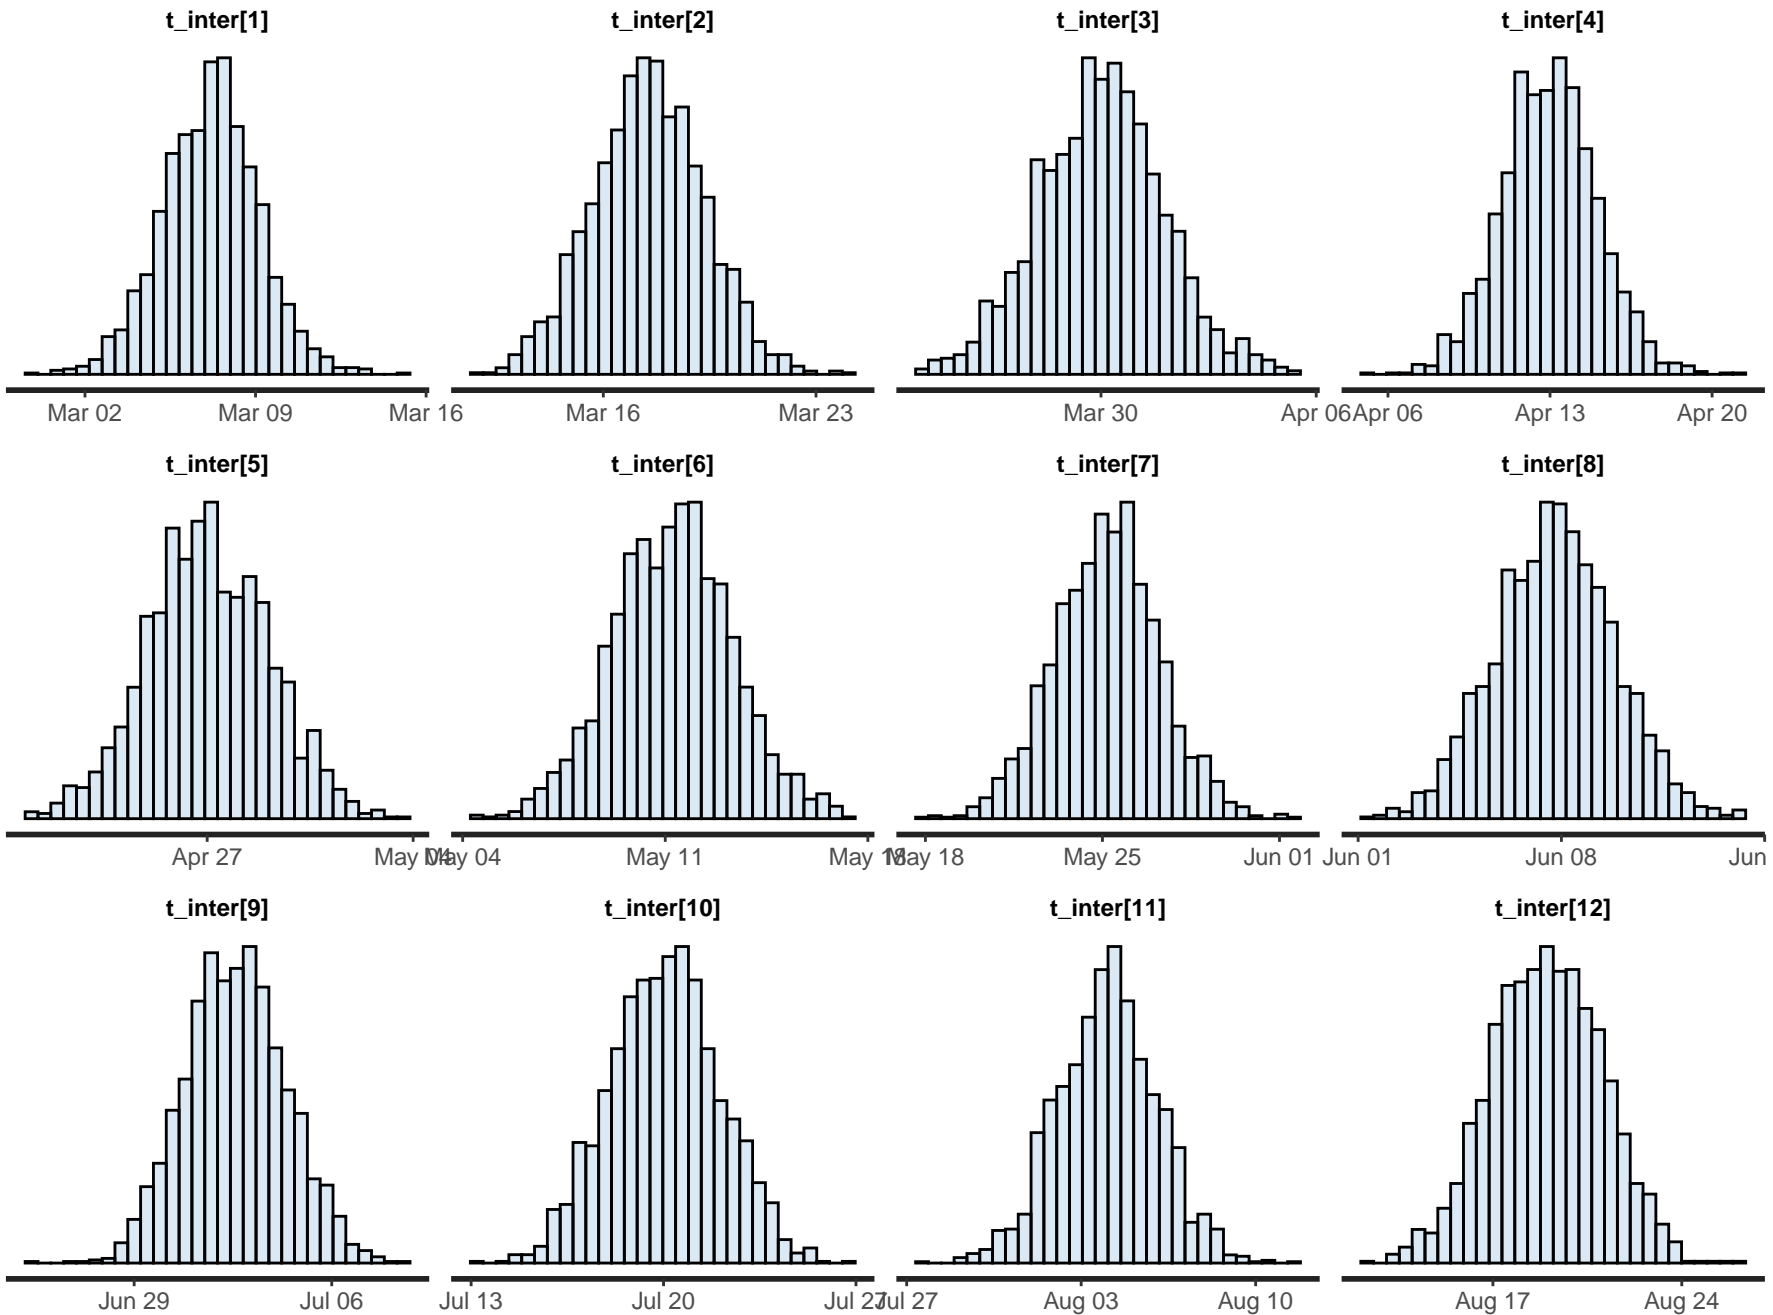 t_inter[1] t_inter[2] t_inter[3] t_inter[4]
Mar 02 Mar 09 Mar 16 Mar 16 Mar 23 Mar 30 Apr 06 Apr 06 Apr 13 Apr 20
t_inter[5] t_inter[6] t_inter[7] t_inter[8]
Apr 27 May 04 May 04 May 11 May 18 May 18 May 25 Jun 01 Jun 01 Jun 08 Jun
t_inter[9] t_inter[10] t_inter[11] t_inter[12]
Jun 29 Jul 06 Jul 13 Jul 20 Jul 27 Jul 27 Aug 03 Aug 10 Aug 17 Aug 24